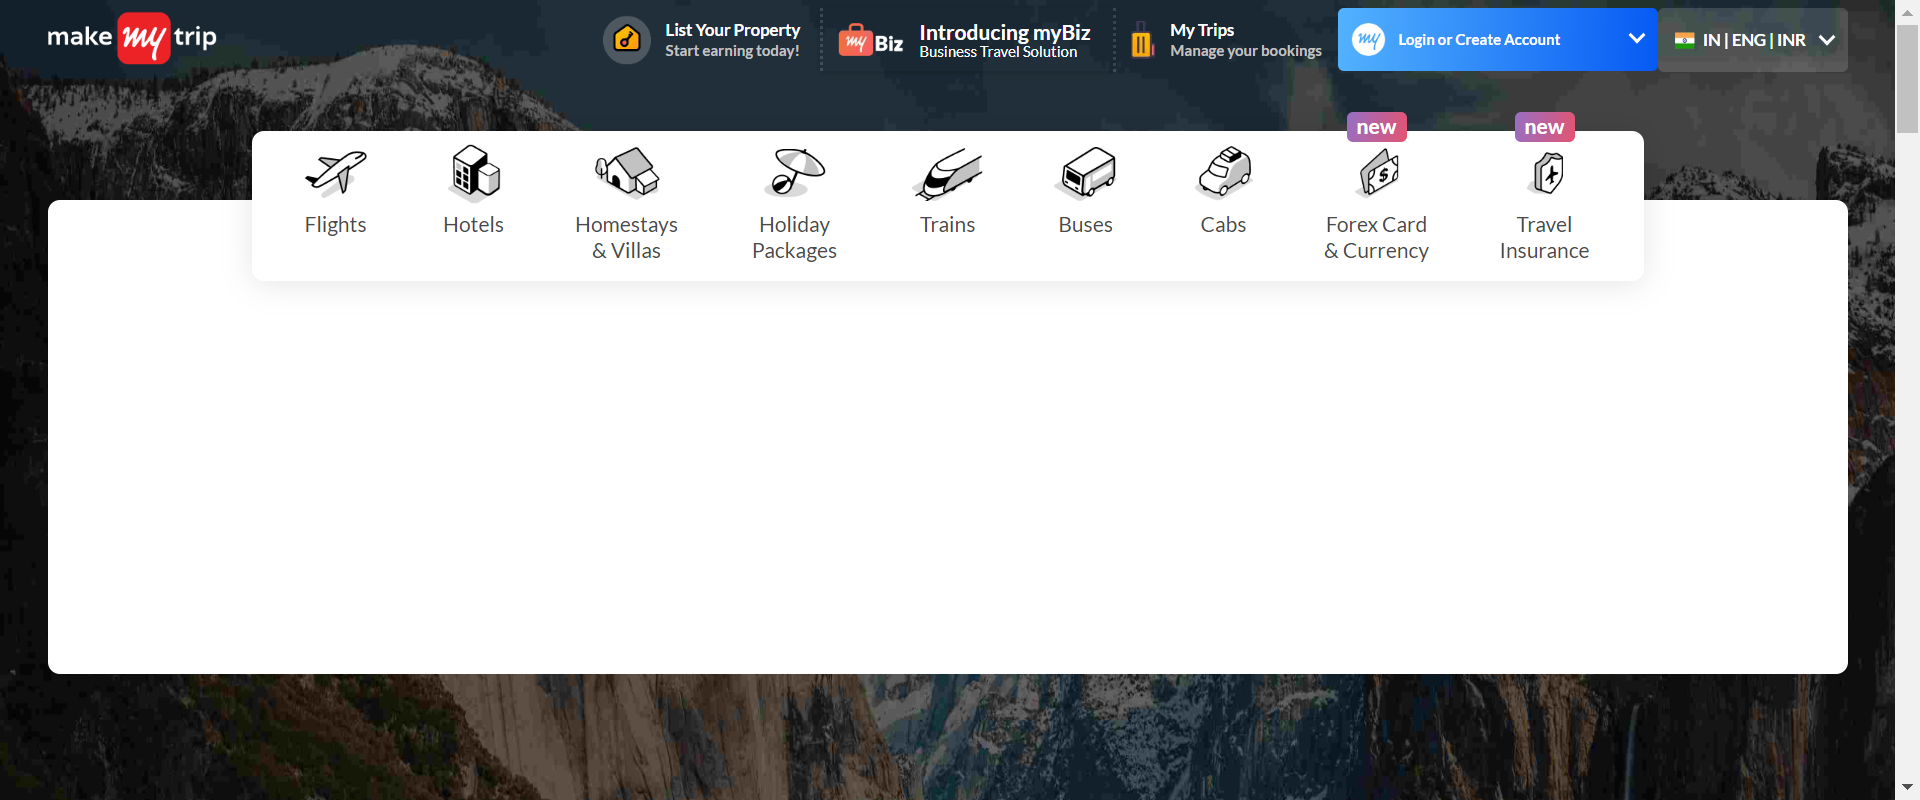 make my trip
List Your Property
Start earning today!
my Biz
Introducing myBiz
Business Travel Solution
My Trips
Manage your bookings
my
Login or Create Account
IN | ENG | INR
new
new
Flights
Hotels
Homestays
& Villas
Holiday
Packages
Trains
Buses
Cabs
Forex Card
& Currency
Travel
Insurance